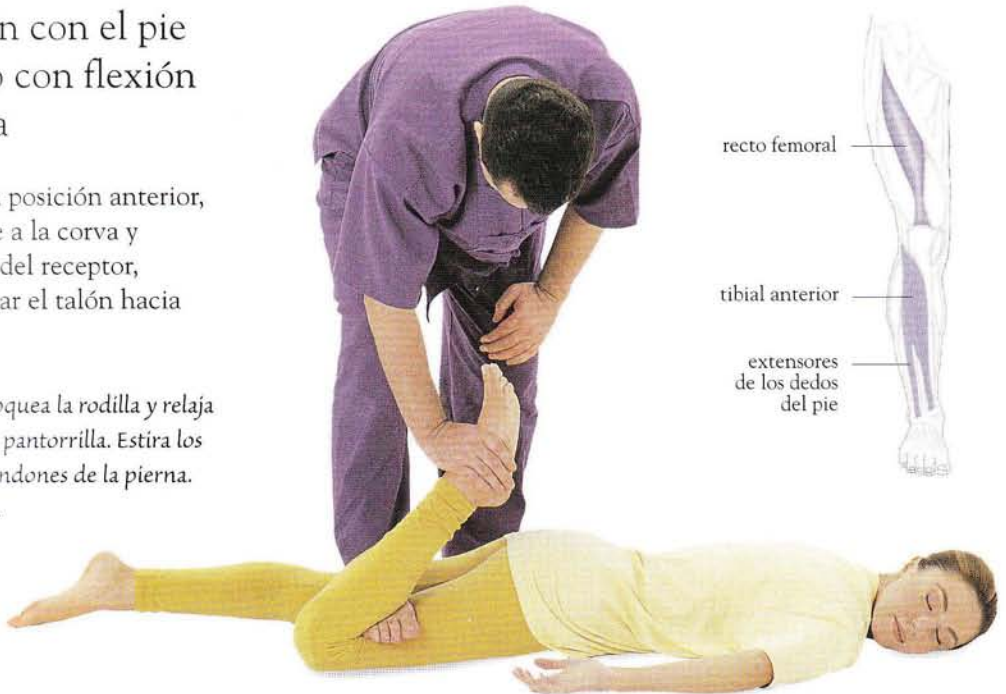 n con el pie
o con flexión
a
posición anterior,
e a la corva y
del receptor,
ar el talón hacia
quea la rodilla y relaja
pantorrilla. Estira los
ndones de la pierna.
recto femoral
tibial anterior
extensores
de los dedos
del pie